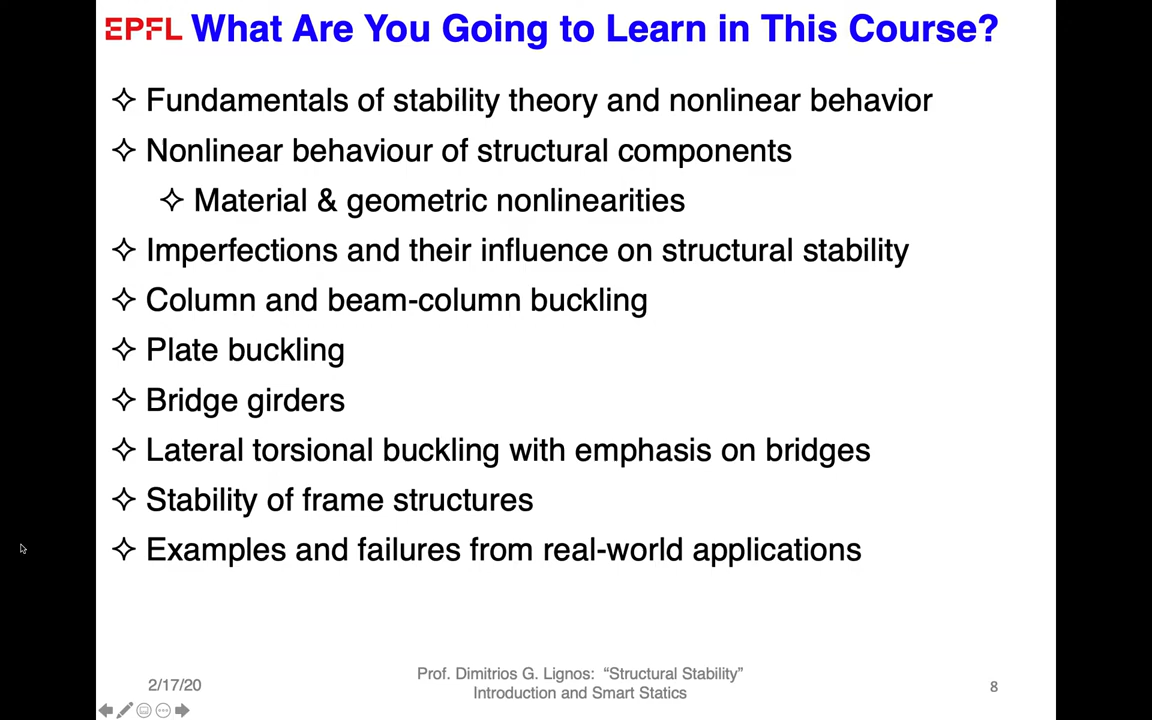 EPFL What Are You Going to Learn in This Course?
Fundamentals of stability theory and nonlinear behavior
Nonlinear behaviour of structural components
Material & geometric nonlinearities
Imperfections and their influence on structural stability
Column and beam-column buckling
Plate buckling
Bridge girders
Lateral torsional buckling with emphasis on bridges
Stability of frame structures
Examples and failures from real-world applications
2/17/20
Prof. Dimitrios G. Lignos: “Structural Stability”
Introduction and Smart Statics
8